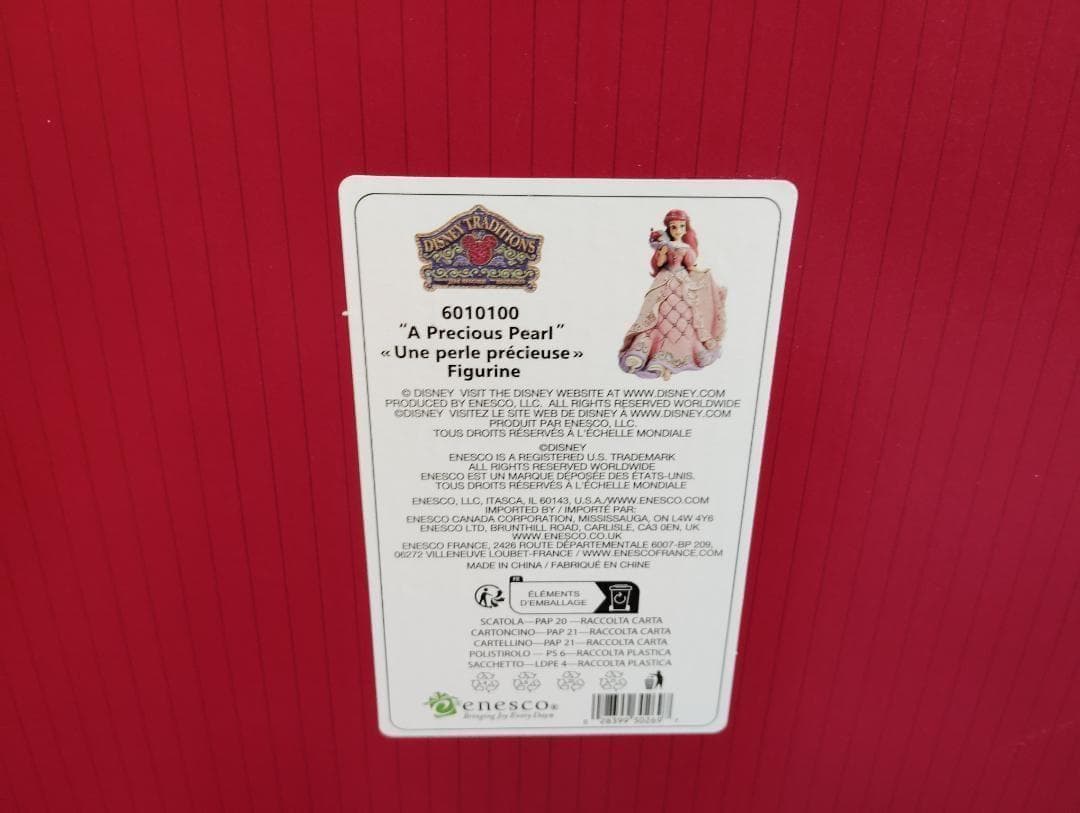 DISNEY TRADITIONS
6010100
"A Precious Pearl"
« Une perle précieuse »
Figurine
© DISNEY VISIT THE DISNEY WEBSITE AT WWW.DISNEY.COM
PRODUCED BY ENESCO, LLC. ALL RIGHTS RESERVED WORLDWIDE
©DISNEY VISITEZ LE SITE WEB DE DISNEY À WWW.DISNEY.COM
PRODUIT PAR ENESCO, LLC.
TOUS DROITS RÉSERVÉS À L'ÉCHELLE MONDIALE
©DISNEY
ENESCO IS A REGISTERED U.S. TRADEMARK
ALL RIGHTS RESERVED WORLDWIDE
ENESCO EST UN MARQUE DÉPOSÉE DES ÉTATS-UNIS.
TOUS DROITS RÉSERVÉS À L'ÉCHELLE MONDIALE
ENESCO, LLC, ITASCA, IL 60143, U.S.A./WWW.ENESCO.COM
IMPORTED BY / IMPORTÉ PAR:
ENESCO CANADA CORPORATION, MISSISSAUGA, ON L4W 4Y6
ENESCO LTD, BRUNTHILL ROAD, CARLISLE, CA3 0EN, UK
WWW.ENESCO.CO.UK
ENESCO FRANCE, 2426 ROUTE DÉPARTEMENTALE 6007-BP 209,
06272 VILLENEUVE LOUBET-FRANCE / WWW.ENESCOFRANCE.COM
MADE IN CHINA / FABRIQUÉ EN CHINE
FR
ÉLÉMENTS
D'EMBALLAGE
SCATOLA—PAP 20 —RACCOLTA CARTA
CARTONCINO—PAP 21—RACCOLTA CARTA
CARTELLINO—PAP 21—RACCOLTA CARTA
POLISTIROLO — PS 6—RACCOLTA PLASTICA
SACCHETTO—LDPE 4—RACCOLTA PLASTICA
enesco®
Bringing Joy Every Day®